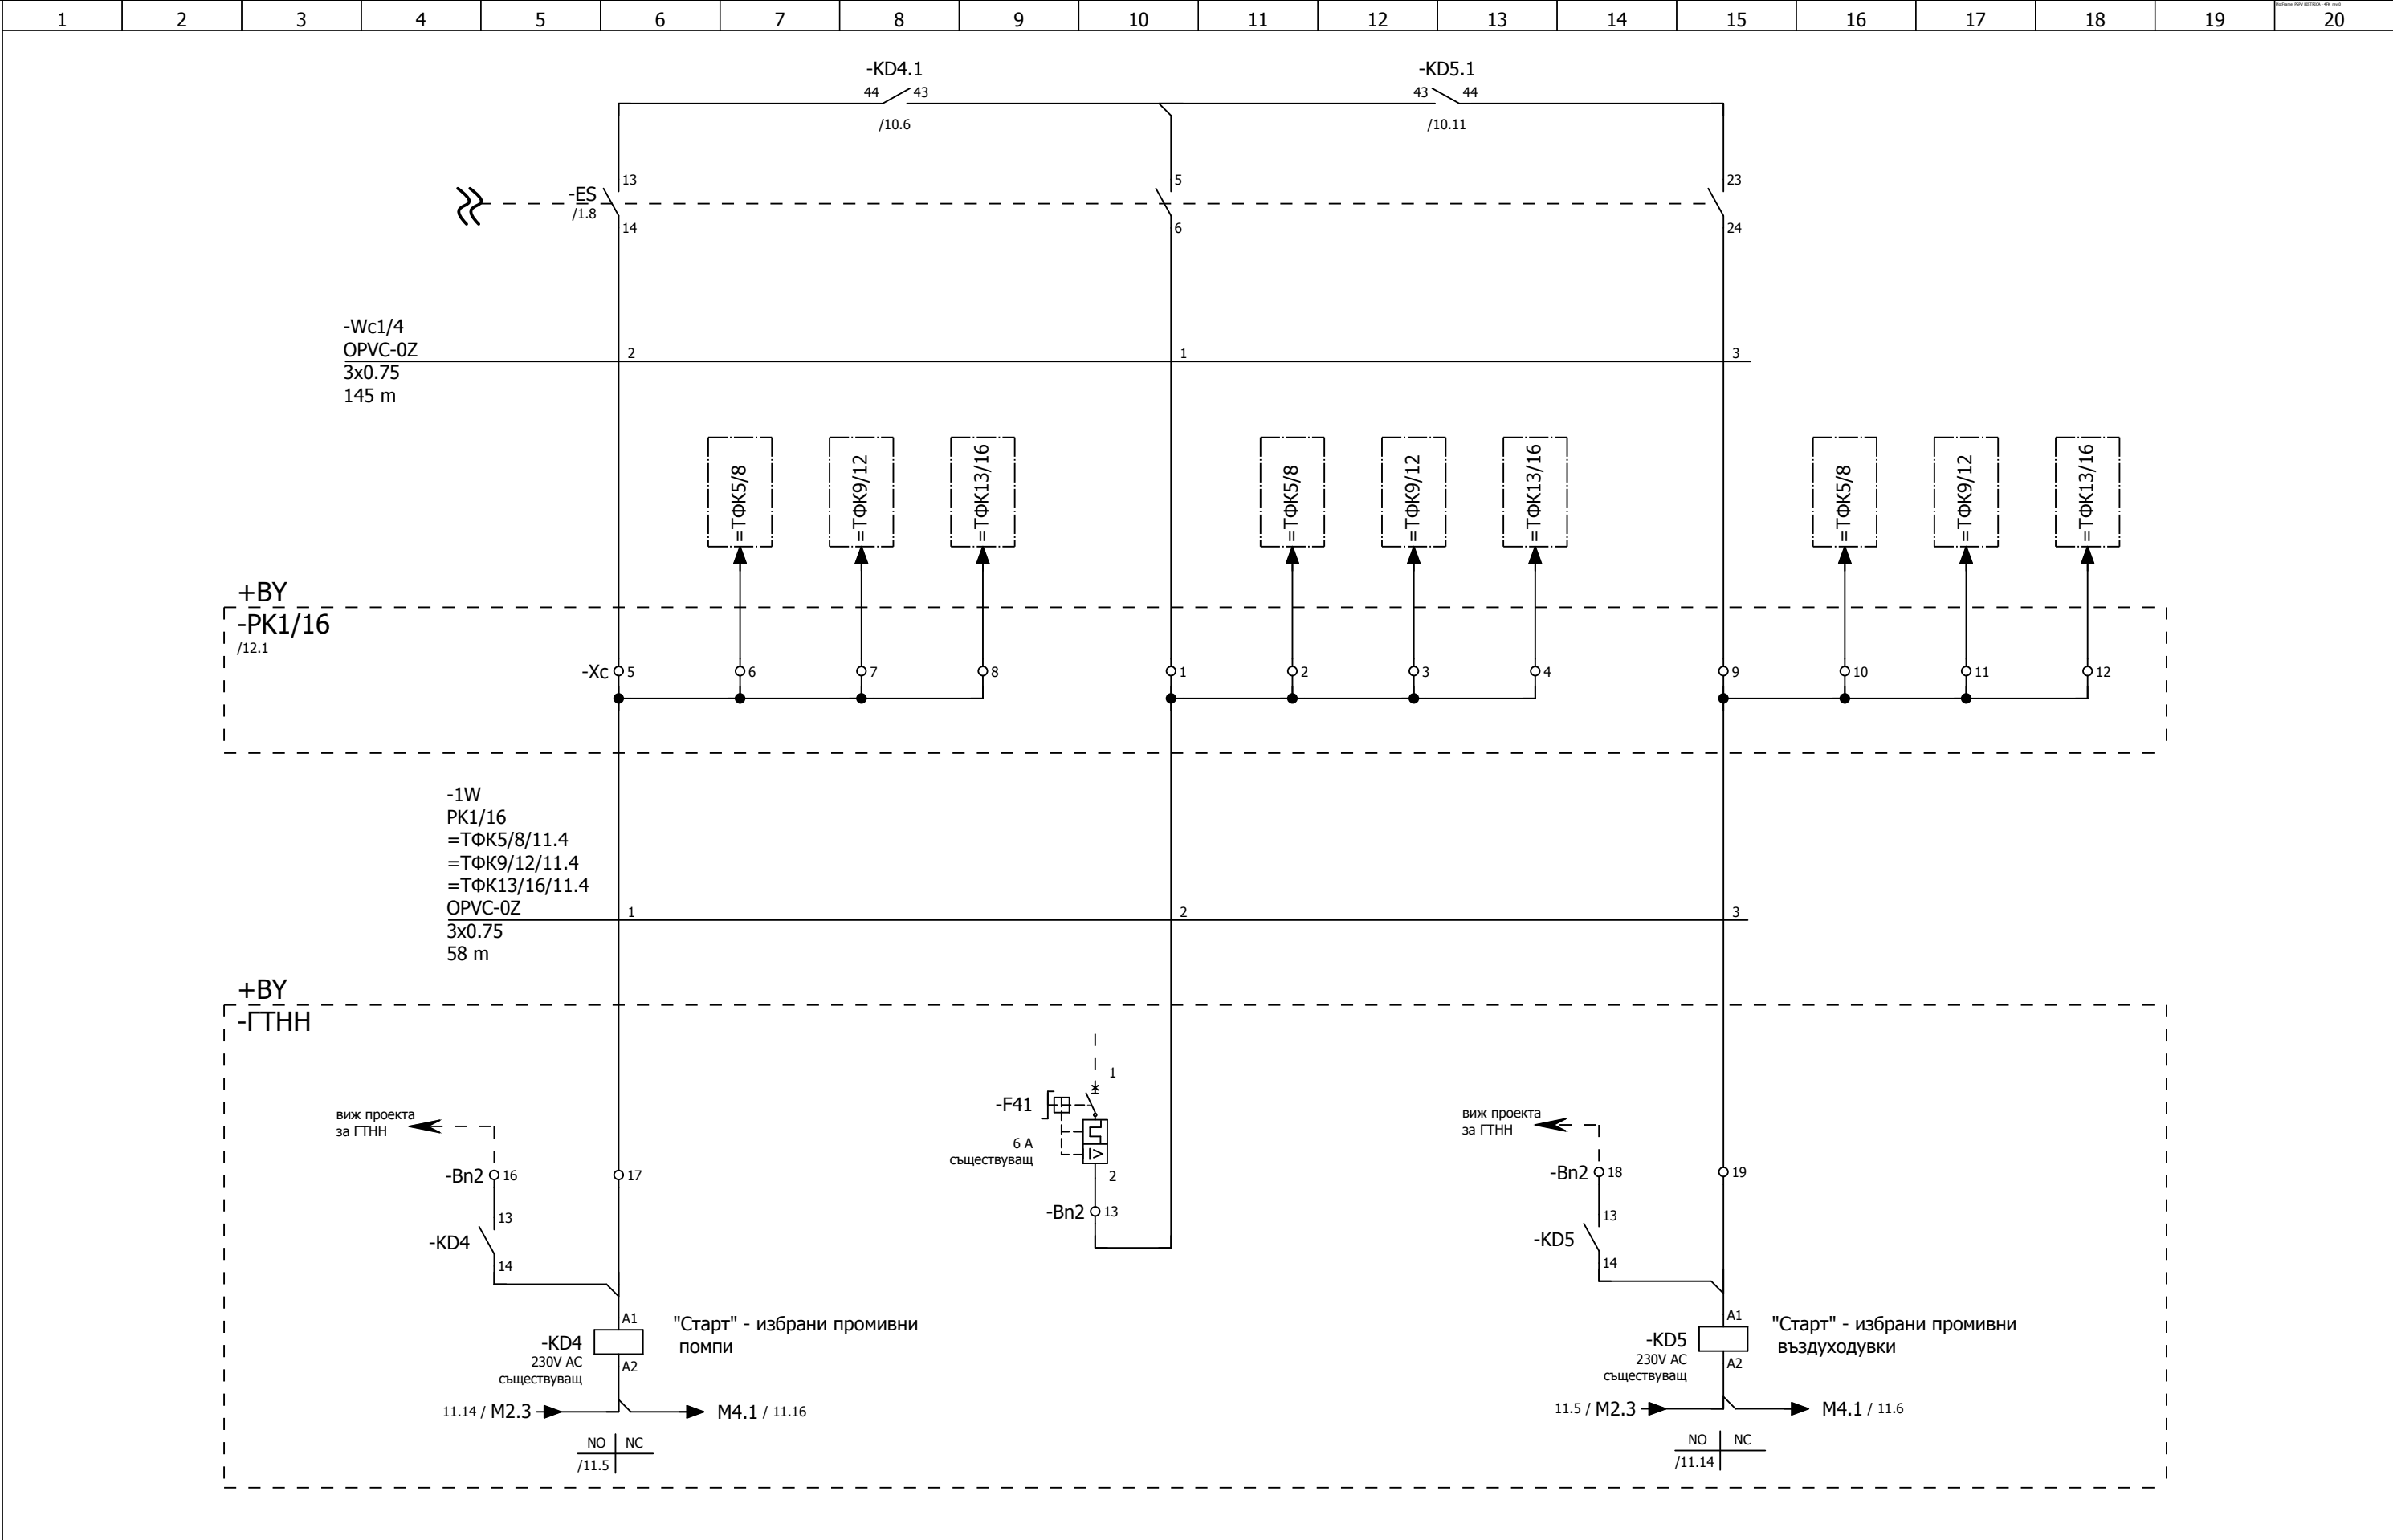 1 2 3 4 5 6 7 8 9 10 11 12 13 14 15 16 17 18 19 20
-KD4.1
44 43
/10.6
-KD5.1
43 44
/10.11
-ES
/1.8
13
14
5
6
23
24
-Wc1/4
OPVC-0Z
3x0.75
145 m
2
1
3
=ТФК5/8
=ТФК9/12
=ТФК13/16
=ТФК5/8
=ТФК9/12
=ТФК13/16
=ТФК5/8
=ТФК9/12
=ТФК13/16
+BY
-PK1/16
/12.1
-Xc 5 6 7 8 1 2 3 4 9 10 11 12
-1W
PK1/16
=ТФК5/8/11.4
=ТФК9/12/11.4
=ТФК13/16/11.4
OPVC-0Z
3x0.75
58 m
1
2
3
+BY
-ГТНН
виж проекта
за ГТНН
-Bn2 16
17
13
-KD4
14
A1
-KD4
230V AC
съществуващ
A2
"Старт" - избрани промивни
помпи
11.14 / M2.3
M4.1 / 11.16
NO NC
/11.5
1
-F41
6 A
съществуващ
I>
2
-Bn2 13
виж проекта
за ГТНН
-Bn2 18
19
13
-KD5
14
A1
-KD5
230V AC
съществуващ
A2
"Старт" - избрани промивни
въздуходувки
11.5 / M2.3
M4.1 / 11.6
NO NC
/11.14